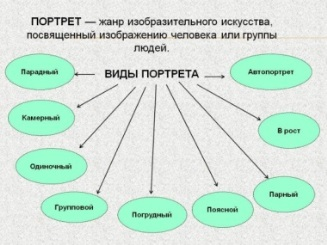 ПОРТРЕТ — жанр изобразительного искусства,
посвященный изображению человека или группы
людей.
ВИДЫ ПОРТРЕТА
Парадный
Автопортрет
Камерный
В рост
Одиночный
Парный
Групповой
Погрудный
Поясной